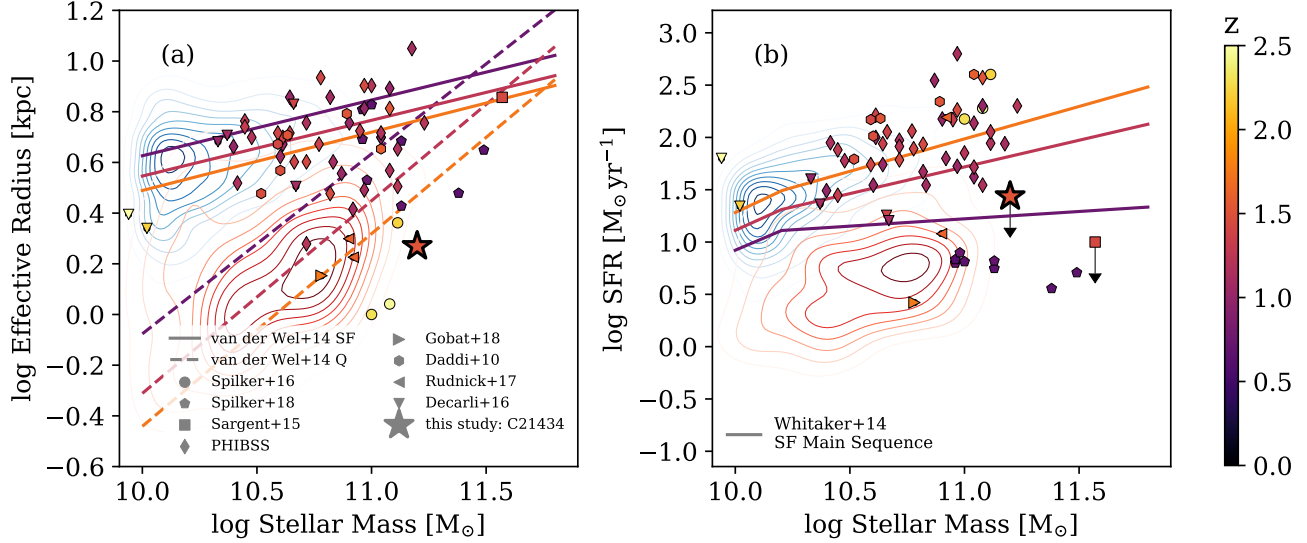 (a)
1.2
1.0
0.8
0.6
0.4
0.2
0.0
−0.2
−0.4
−0.6
log Effective Radius [kpc]
10.0
10.5
11.0
11.5
log Stellar Mass [M⊙]
van der Wel+14 SF
van der Wel+14 Q
Spilker+16
Spilker+18
Sargent+15
PHIBSS
Gobat+18
Daddi+10
Rudnick+17
Decarli+16
this study: C21434
(b)
3.0
2.5
2.0
1.5
1.0
0.5
0.0
−0.5
−1.0
log SFR [M⊙ yr⁻¹]
10.0
10.5
11.0
11.5
log Stellar Mass [M⊙]
Whitaker+14
SF Main Sequence
z
2.5
2.0
1.5
1.0
0.5
0.0